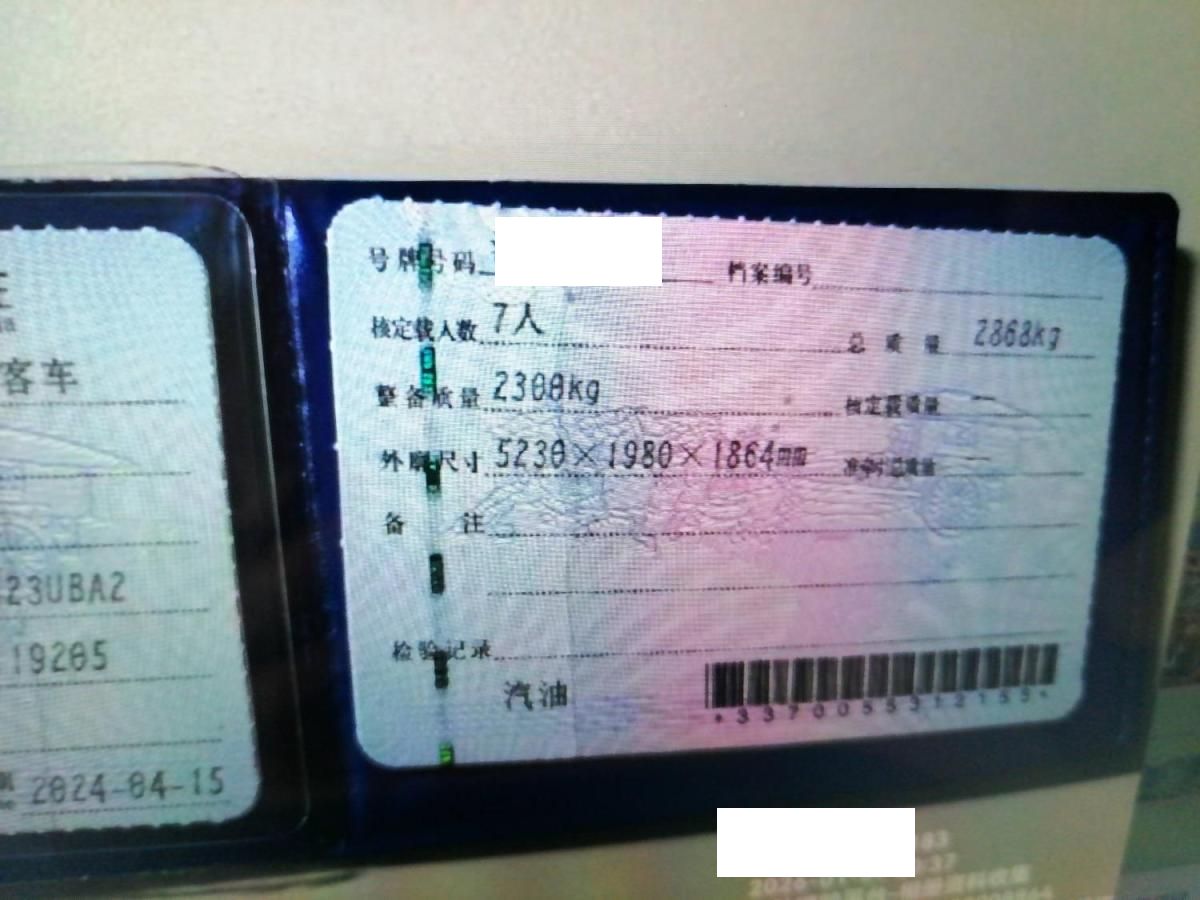 客车
23UBA2
19205
2024-04-15
号牌号码
档案编号
核定载人数 7人
总质量 2868kg
整备质量 2300kg
核定载质量 —
外廓尺寸 5230×1980×1864mm
准牵引总质量 —
备注
检验记录
汽油
*3370055312155*